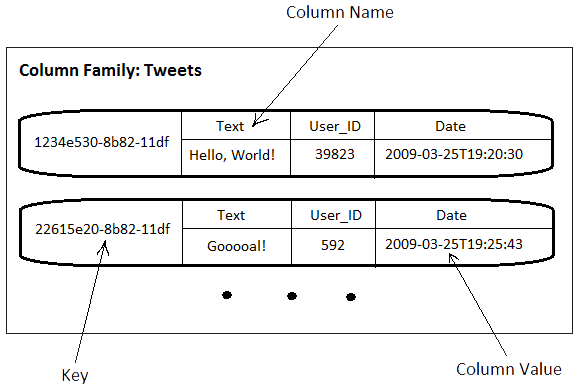 Column Name
Column Family: Tweets
1234e530-8b82-11df
Text User_ID Date
Hello, World! 39823 2009-03-25T19:20:30
22615e20-8b82-11df
Text User_ID Date
Gooooal! 592 2009-03-25T19:25:43
Key
Column Value